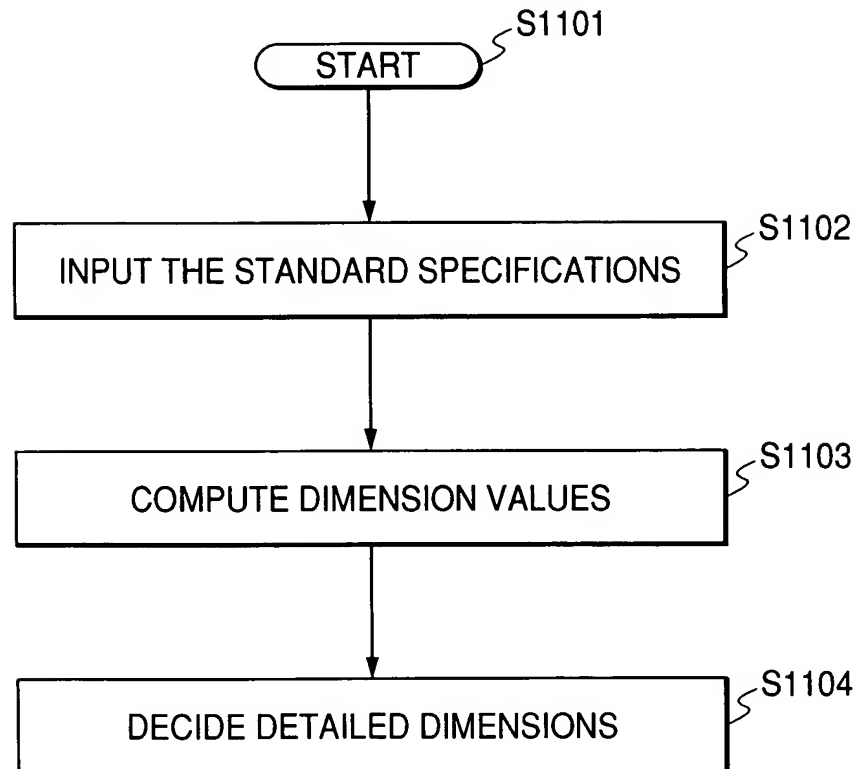 S1101
START
S1102
INPUT THE STANDARD SPECIFICATIONS
S1103
COMPUTE DIMENSION VALUES
S1104
DECIDE DETAILED DIMENSIONS